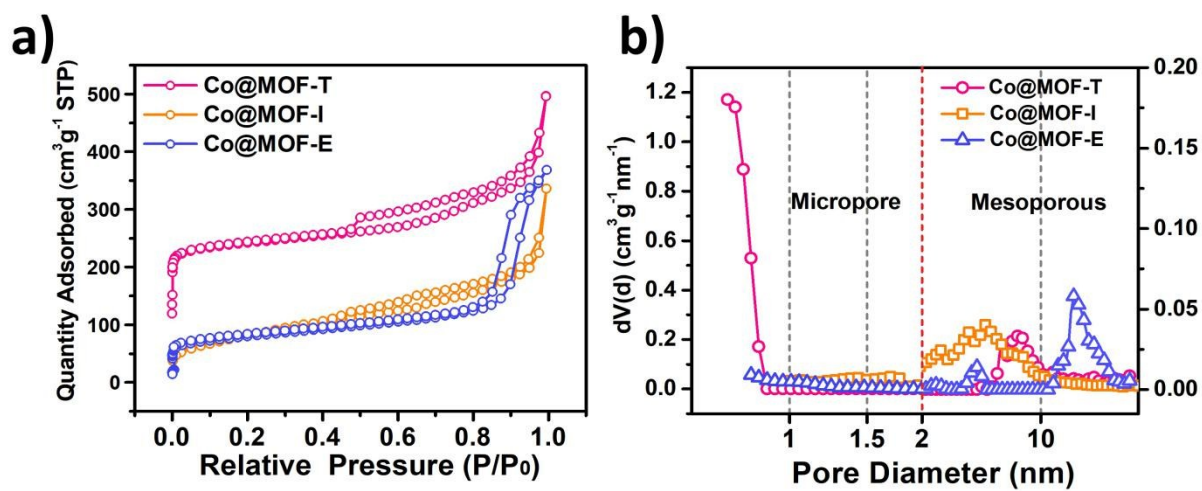 a)
Quantity Adsorbed (cm³g⁻¹ STP)
500
400
300
200
100
0
Co@MOF-T
Co@MOF-I
Co@MOF-E
0.0 0.2 0.4 0.6 0.8 1.0
Relative Pressure (P/P₀)
b)
dV(d) (cm³g⁻¹nm⁻¹)
1.2
1.0
0.8
0.6
0.4
0.2
0.0
Co@MOF-T
Co@MOF-I
Co@MOF-E
Micropore
Mesoporous
0.20
0.15
0.10
0.05
0.00
1 1.5 2 10
Pore Diameter (nm)